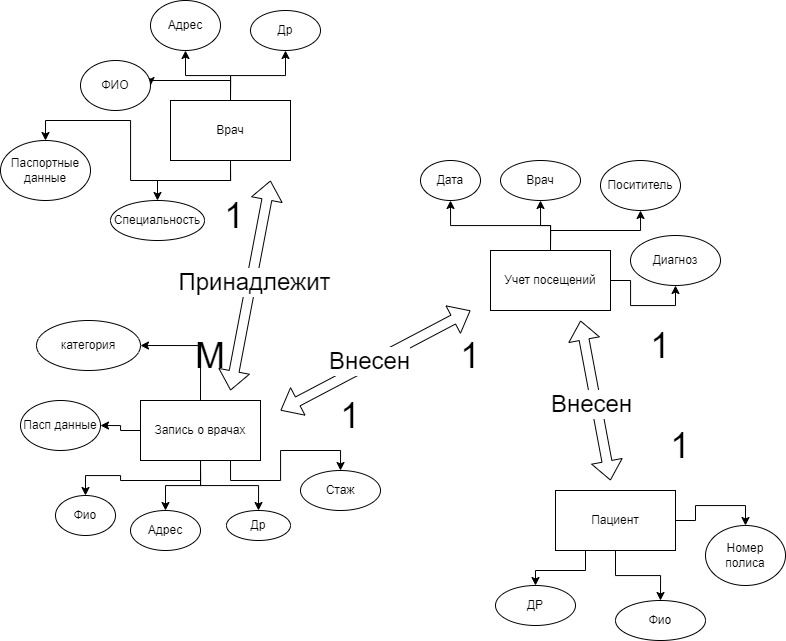 Адрес
Др
ФИО
Врач
Паспортные
данные
Специальность
1
Принадлежит
М
категория
Пасп данные
Запись о врачах
Фио
Адрес
Др
Стаж
Внесен
1
1
Дата
Врач
Поситител
Диагноз
Учет посещений
1
Внесен
1
Пациент
Номер
полиса
ДР
Фио